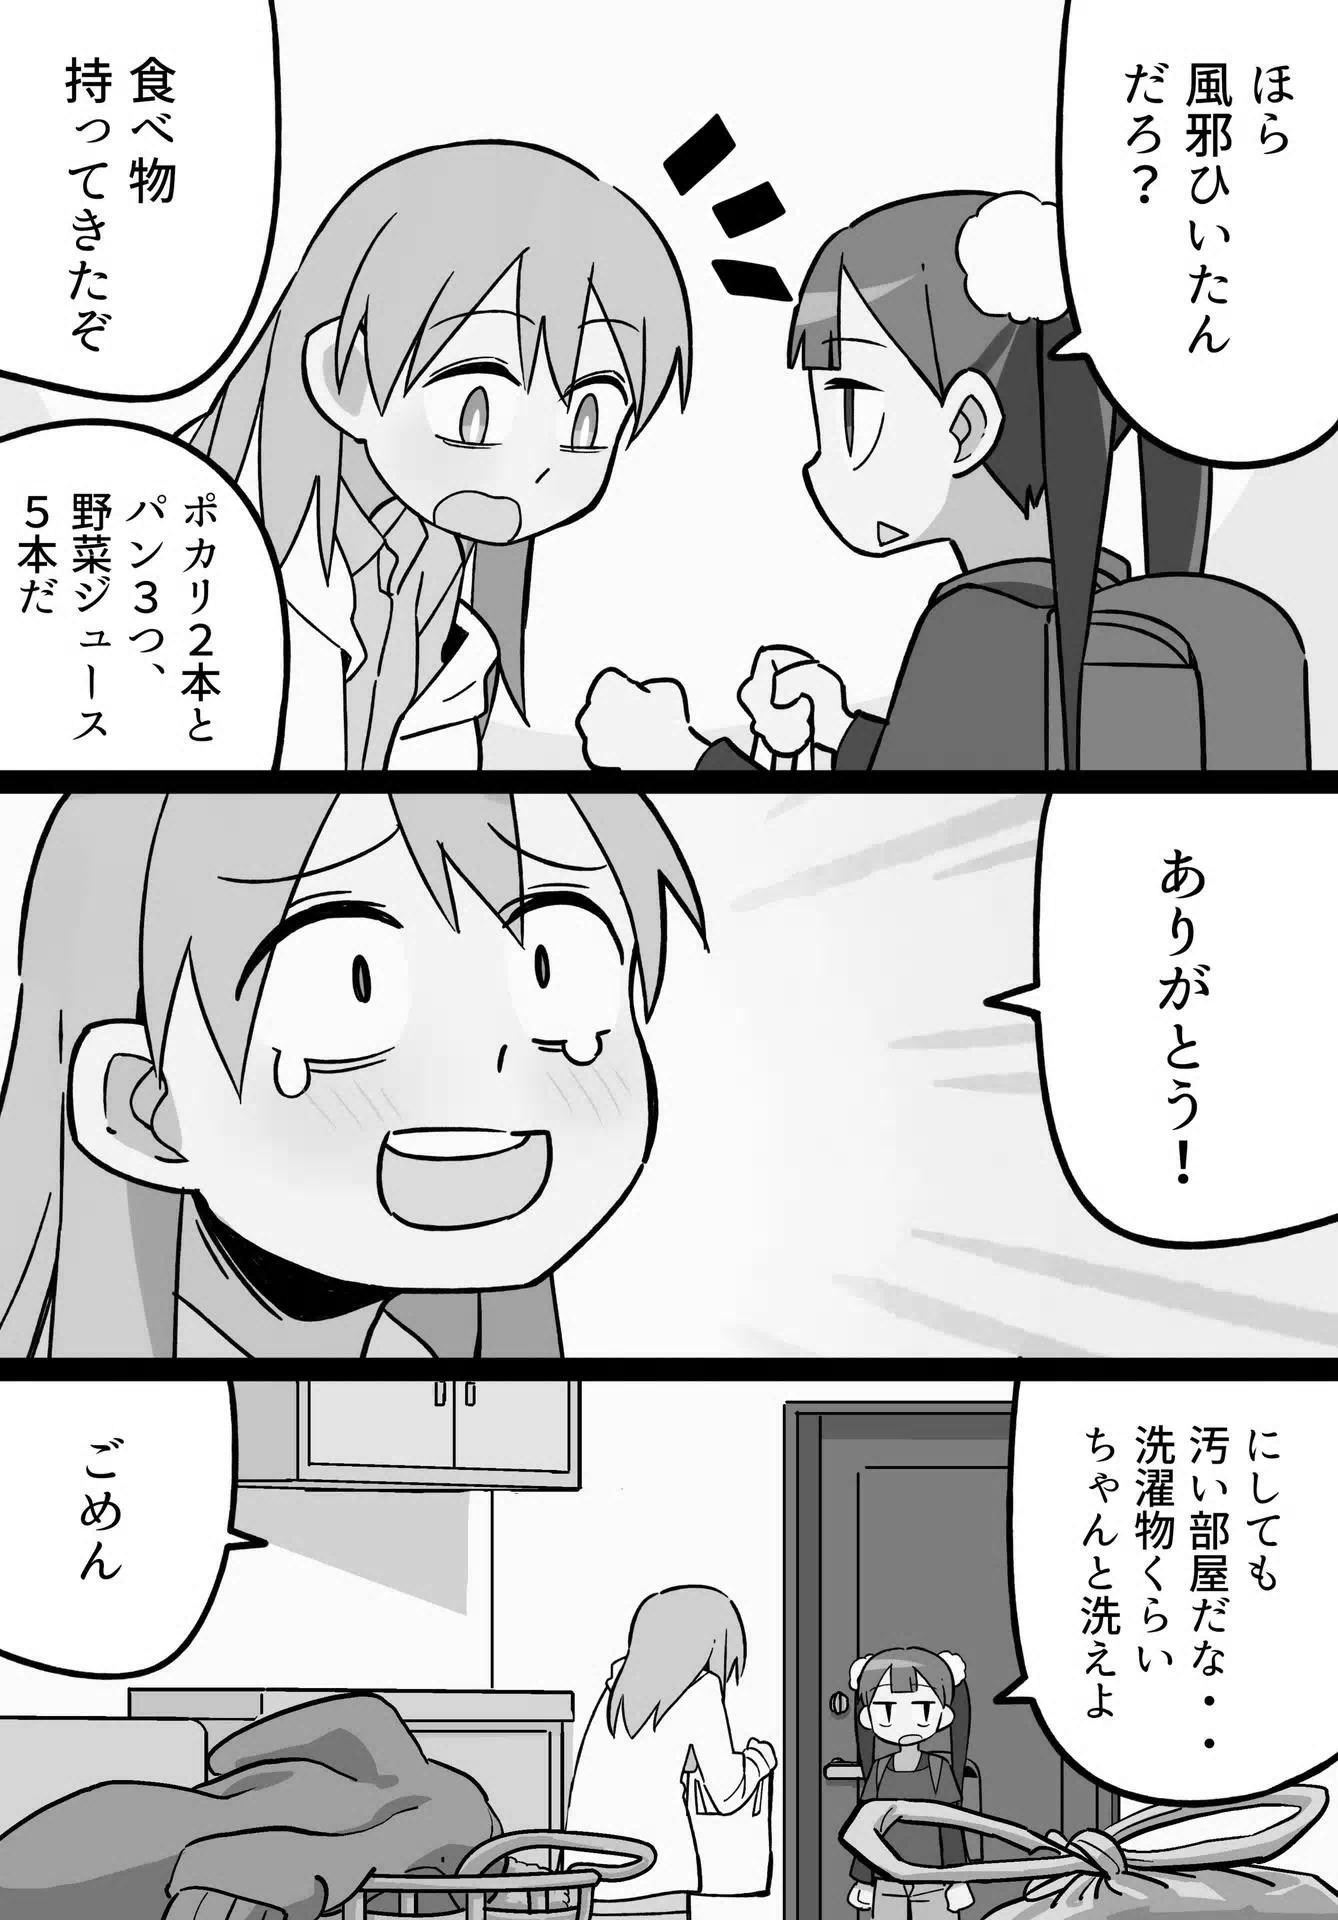 ほら
風邪ひいたん
だろ？
食べ物
持ってきたぞ
ポカリ２本と
パン３つ、
野菜ジュース
５本だ
ありがとう！
にしても
汚い部屋だな・・
洗濯物くらい
ちゃんと洗えよ
ごめん